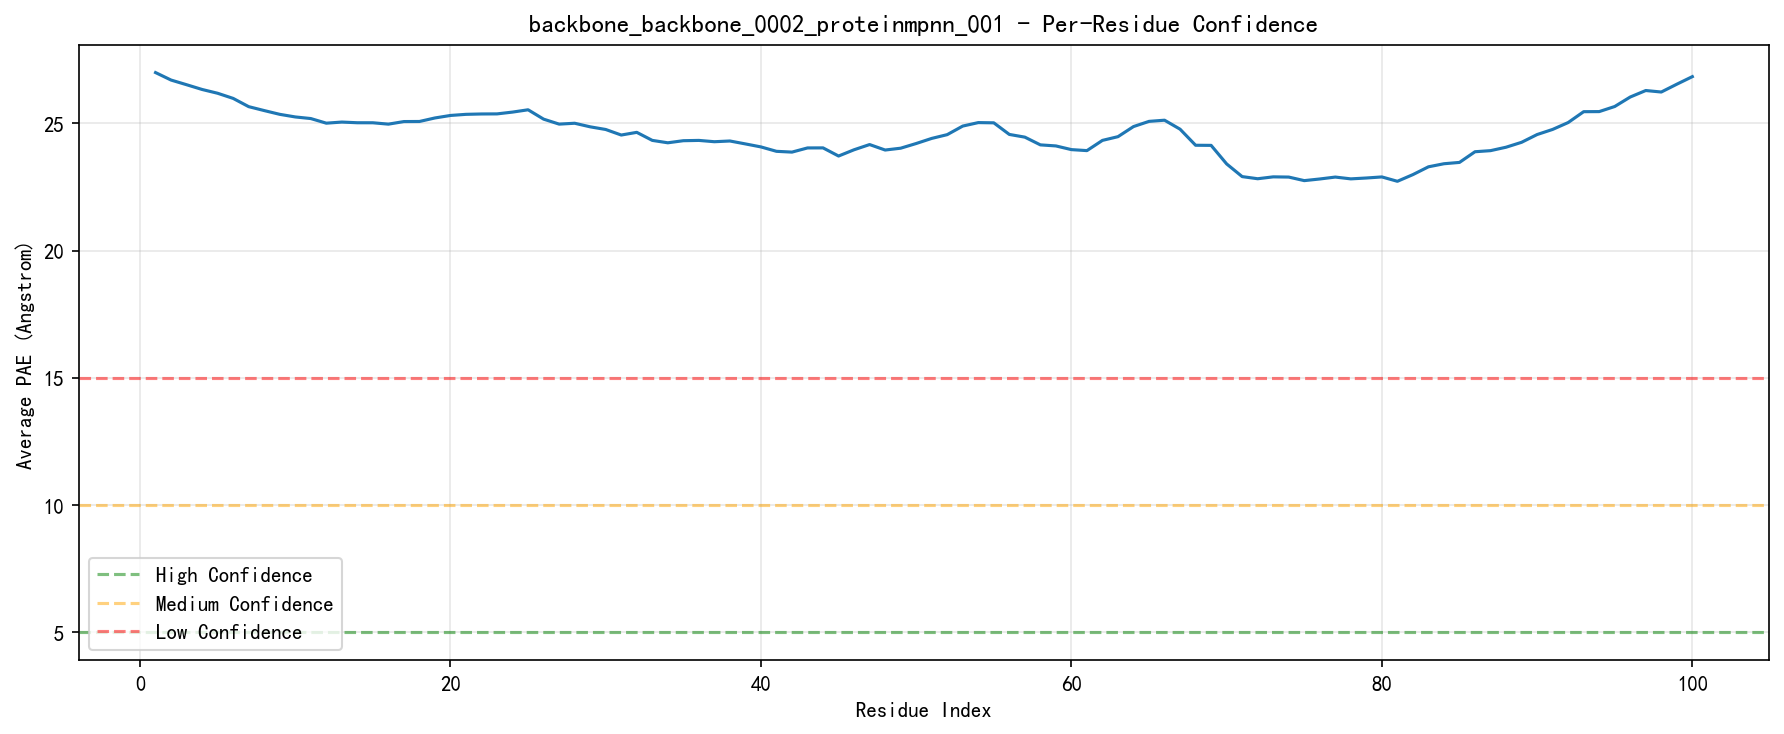 backbone_backbone_0002_proteinmpnn_001 - Per-Residue Confidence
Average PAE (Angstrom)
25
20
15
10
5
High Confidence
Medium Confidence
Low Confidence
0
20
40
60
80
100
Residue Index